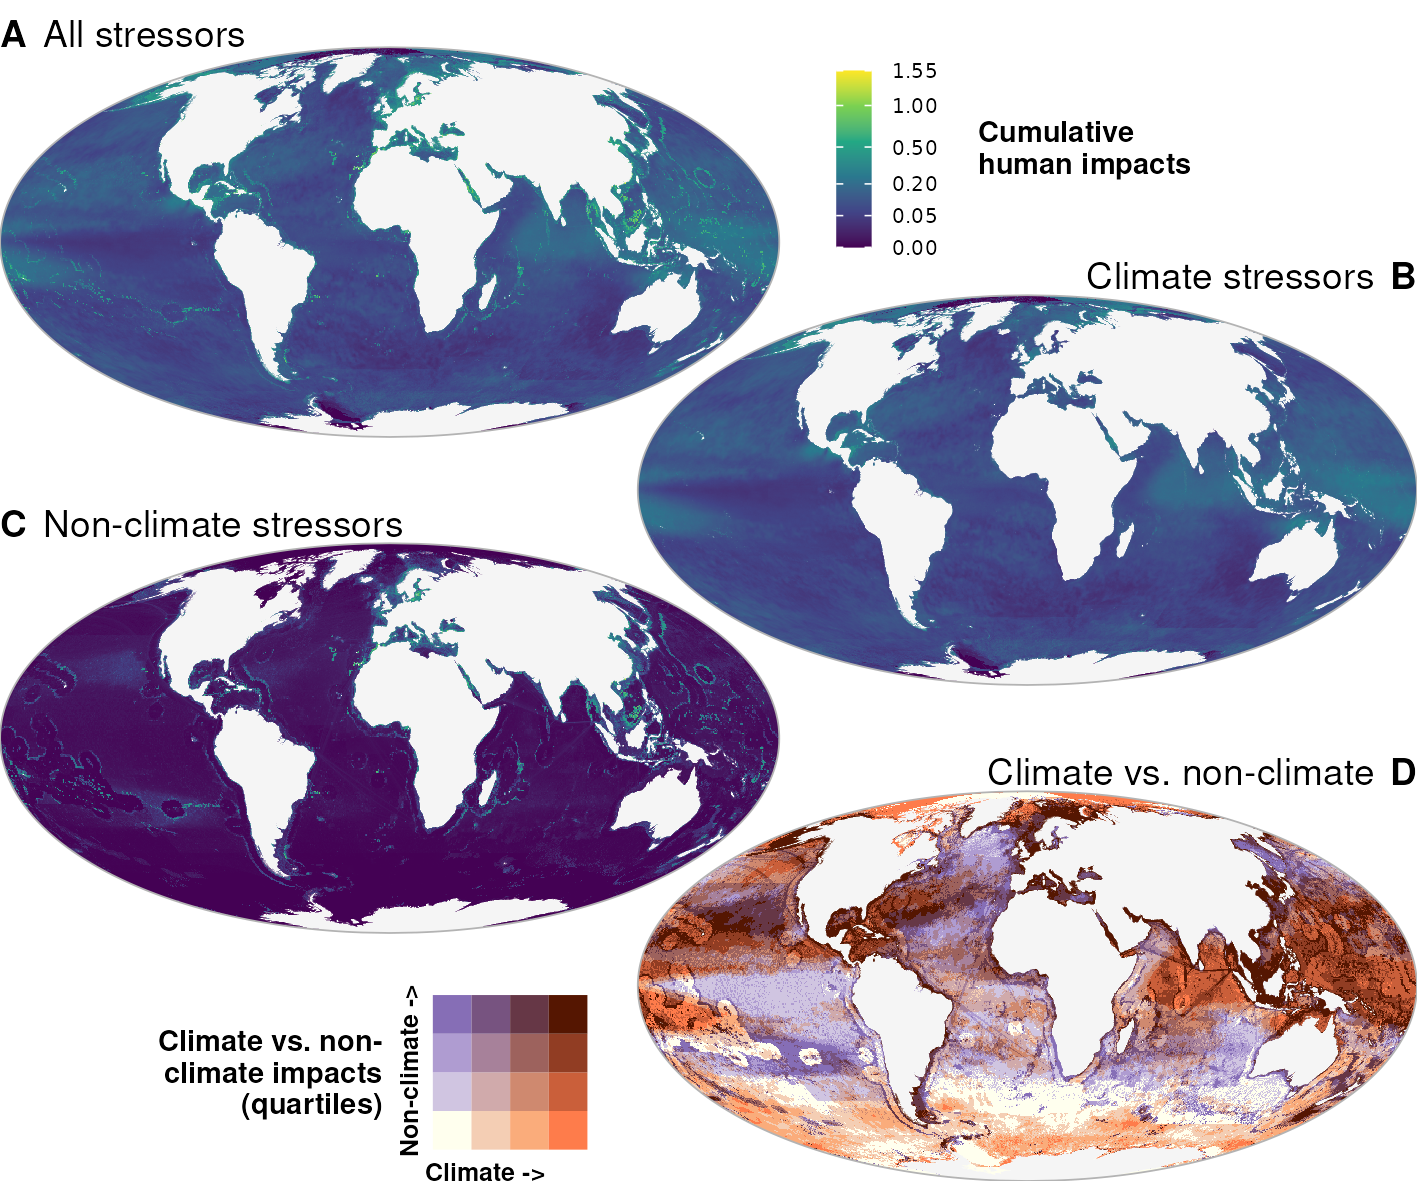 A All stressors
1.55
1.00
0.50
0.20
0.05
0.00
Cumulative
human impacts
Climate stressors B
C Non-climate stressors
Climate vs. non-climate D
Climate vs. non-
climate impacts
(quartiles)
Non-climate ->
Climate ->